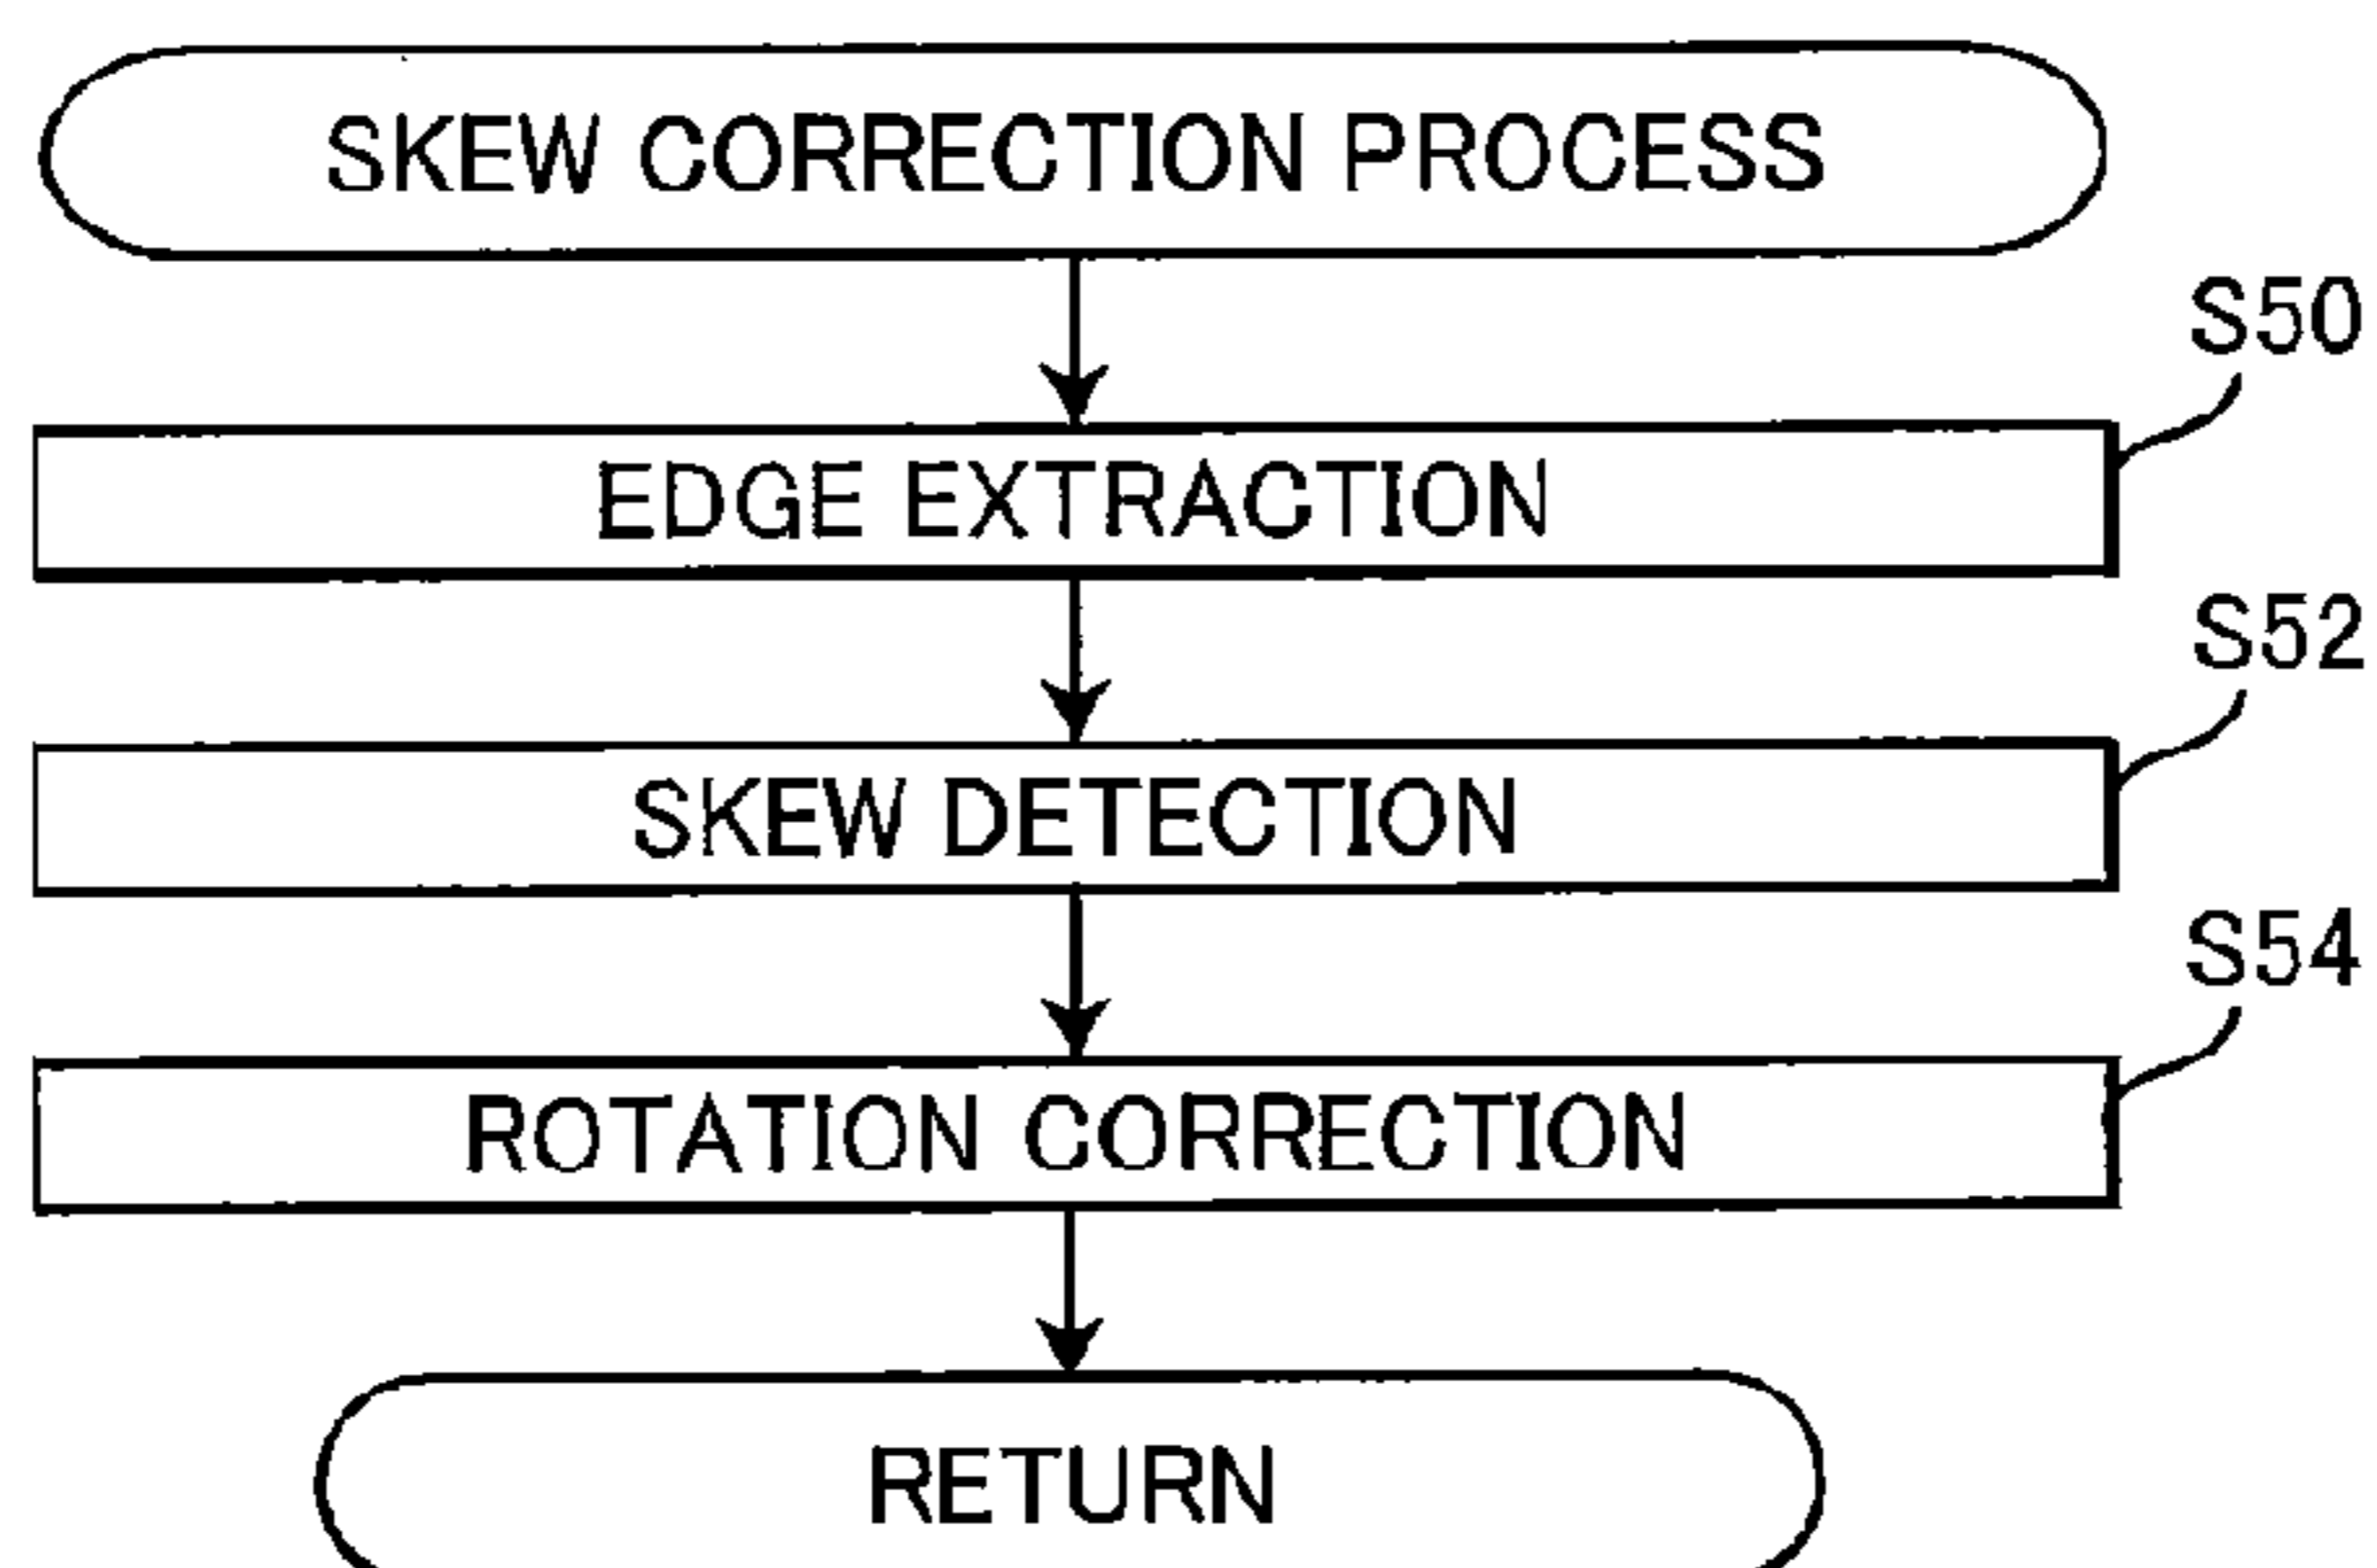 SKEW CORRECTION PROCESS
S50
EDGE EXTRACTION
S52
SKEW DETECTION
S54
ROTATION CORRECTION
RETURN